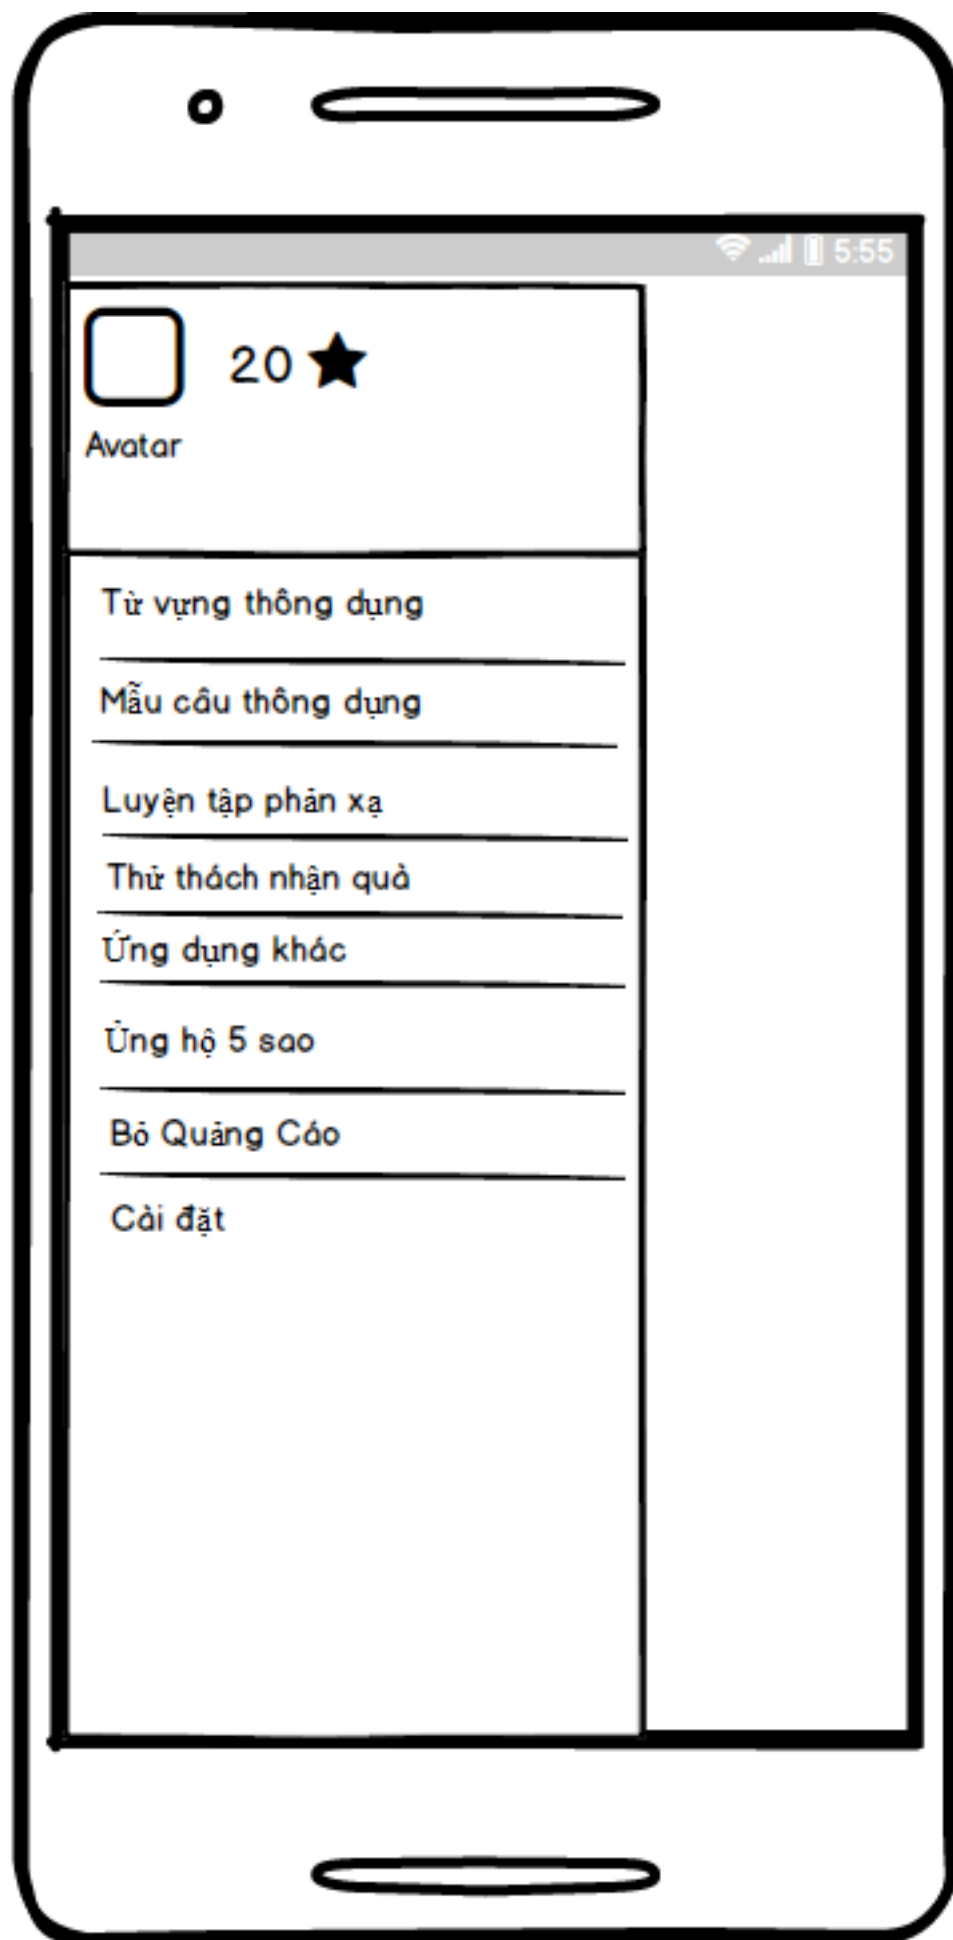 5:55
20
Avatar
Từ vựng thông dụng
Mẫu câu thông dụng
Luyện tập phản xạ
Thử thách nhận quà
Ứng dụng khác
Ủng hộ 5 sao
Bỏ Quảng Cáo
Cài đặt